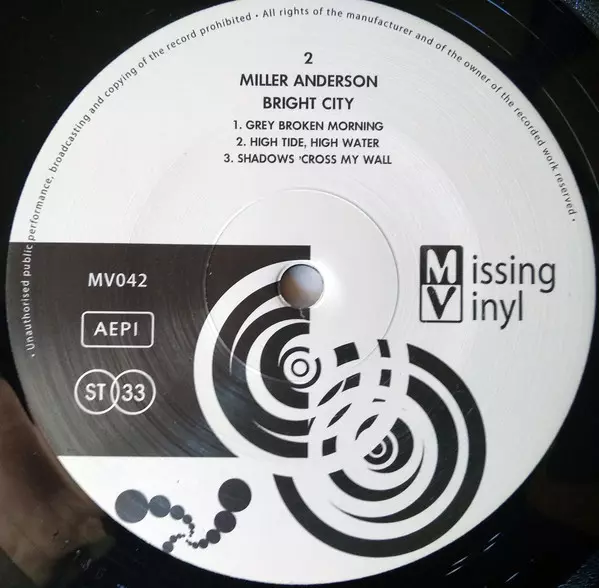 • Unauthorised public performance, broadcasting and copying of the record prohibited • All rights of the manufacturer and of the owner of the recorded work reserved •
2
MILLER ANDERSON
BRIGHT CITY
1. GREY BROKEN MORNING
2. HIGH TIDE, HIGH WATER
3. SHADOWS 'CROSS MY WALL
MV042
AEPI
ST 33
Missing
Vinyl